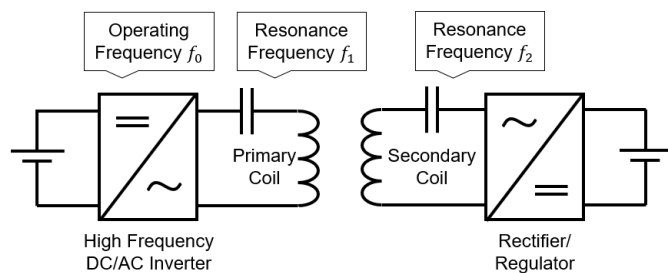 Operating
Frequency f₀
Resonance
Frequency f₁
Resonance
Frequency f₂
Primary
Coil
Secondary
Coil
High Frequency
DC/AC Inverter
Rectifier/
Regulator